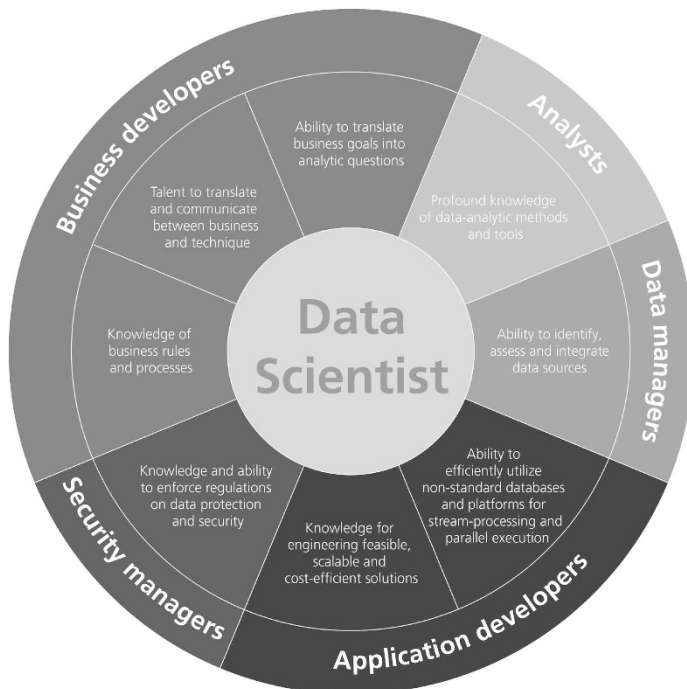 Business developers
Analysts
Data managers
Application developers
Security managers
Ability to translate
business goals into
analytic questions
Profound knowledge
of data-analytic methods
and tools
Ability to identify,
assess and integrate
data sources
Ability to
efficiently utilize
non-standard databases
and platforms for
stream-processing and
parallel execution
Knowledge for
engineering feasible,
scalable and
cost-efficient solutions
Knowledge and ability
to enforce regulations
on data protection
and security
Knowledge of
business rules
and processes
Talent to translate
and communicate
between business
and technique
Data
Scientist